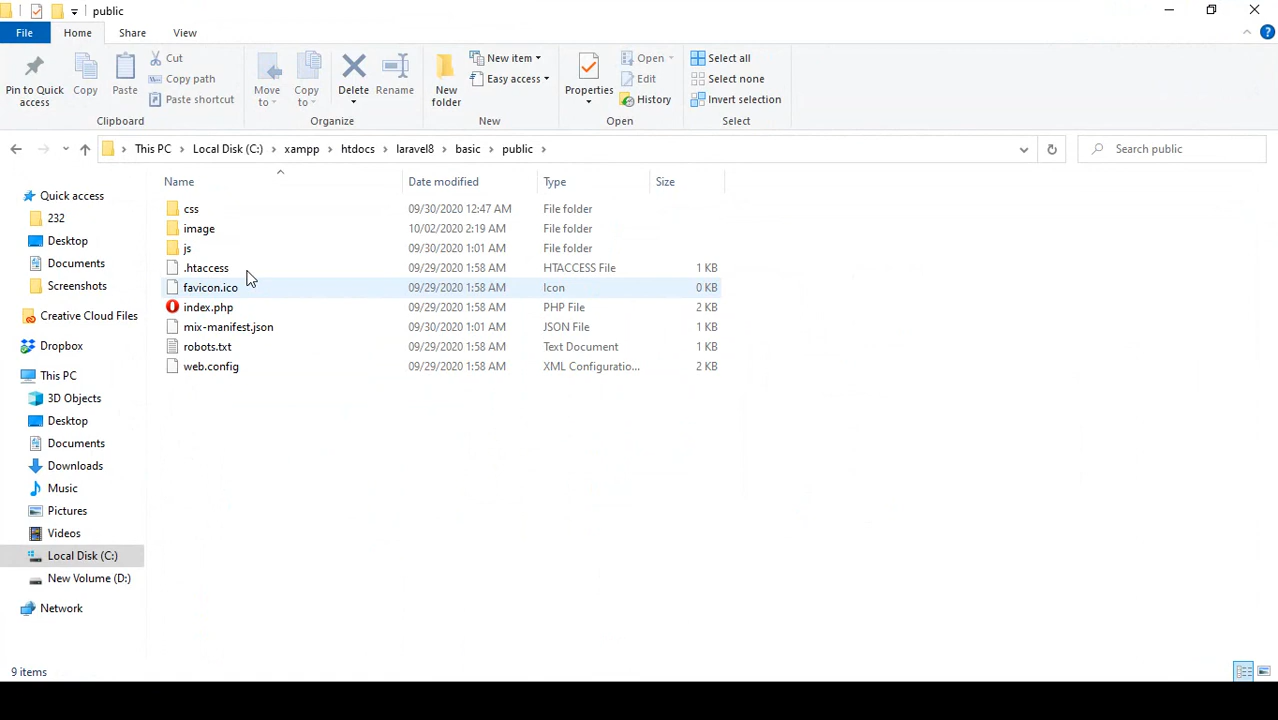 public
File Home Share View
Pin to Quick access
Copy
Paste
Cut
Copy path
Paste shortcut
Clipboard
Move to
Copy to
Delete
Rename
Organize
New folder
New item
Easy access
New
Properties
Open
Edit
History
Open
Select all
Select none
Invert selection
Select
This PC > Local Disk (C:) > xampp > htdocs > laravel8 > basic > public >
Search public
Quick access
232
Desktop
Documents
Screenshots
Creative Cloud Files
Dropbox
This PC
3D Objects
Desktop
Documents
Downloads
Music
Pictures
Videos
Local Disk (C:)
New Volume (D:)
Network
Name Date modified Type Size
css 09/30/2020 12:47 AM File folder
image 10/02/2020 2:19 AM File folder
js 09/30/2020 1:01 AM File folder
.htaccess 09/29/2020 1:58 AM HTACCESS File 1 KB
favicon.ico 09/29/2020 1:58 AM Icon 0 KB
index.php 09/29/2020 1:58 AM PHP File 2 KB
mix-manifest.json 09/30/2020 1:01 AM JSON File 1 KB
robots.txt 09/29/2020 1:58 AM Text Document 1 KB
web.config 09/29/2020 1:58 AM XML Configuratio... 2 KB
9 items